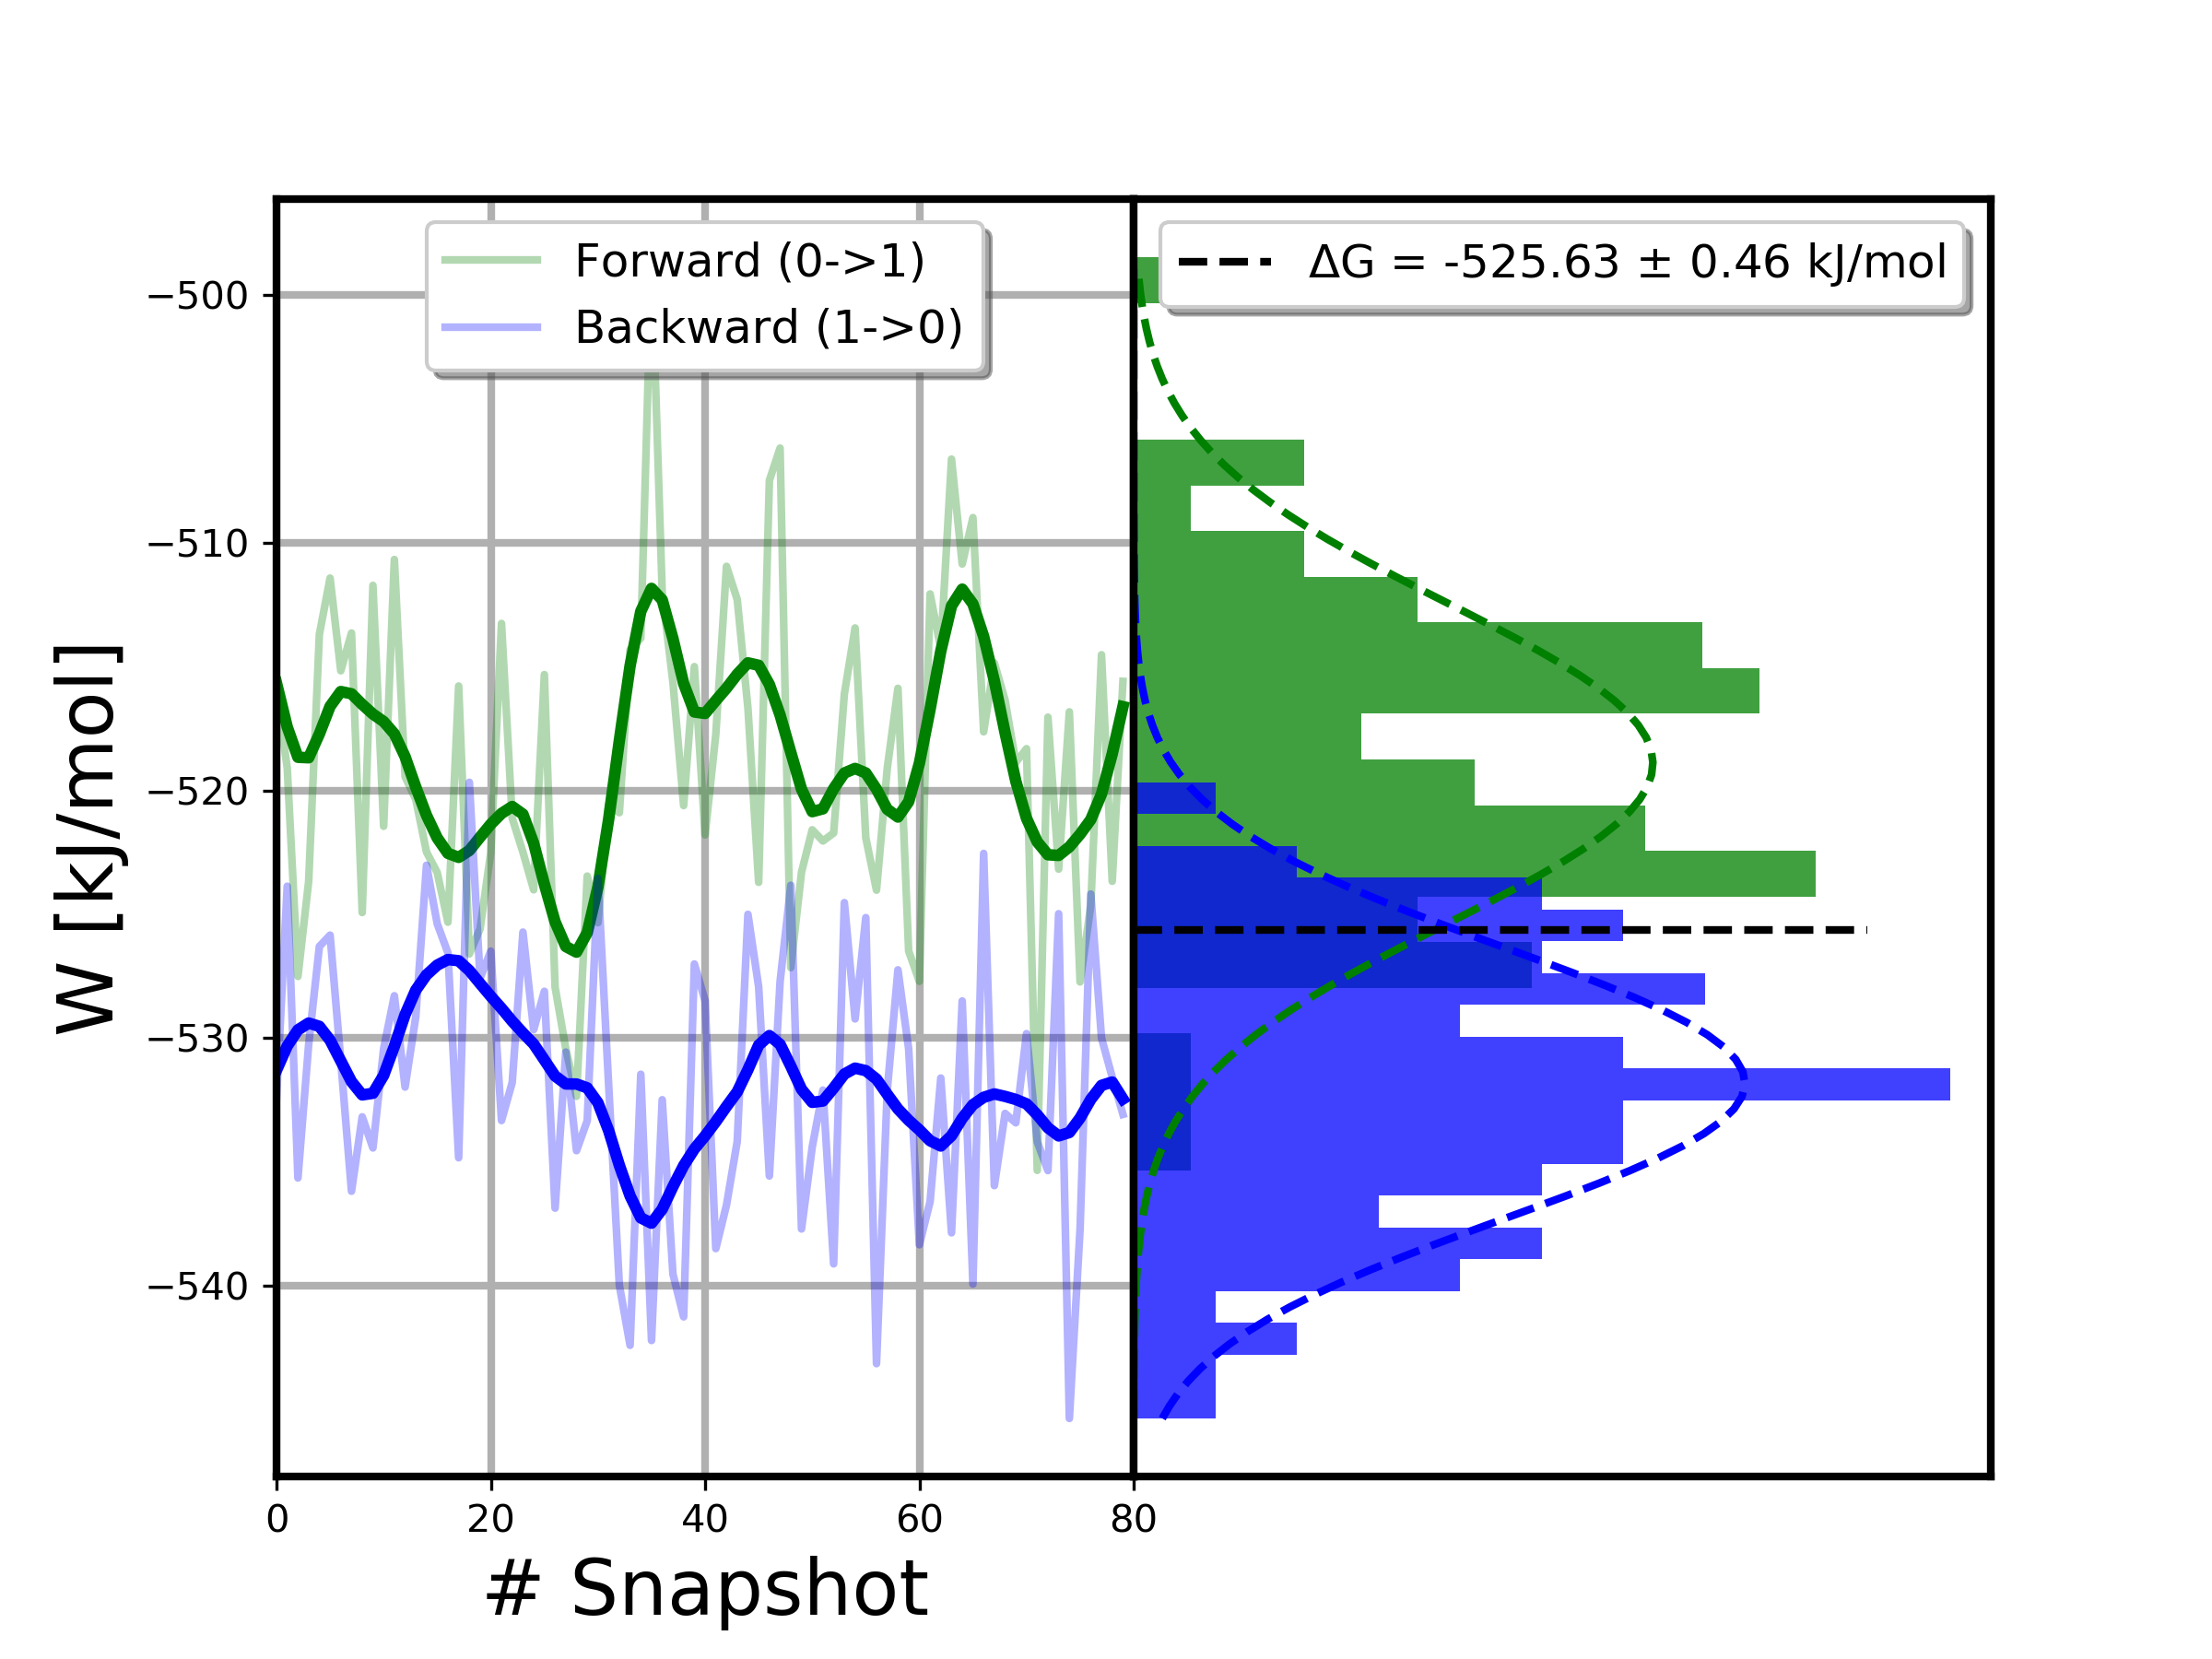 Forward (0->1)
Backward (1->0)
ΔG = -525.63 ± 0.46 kJ/mol
−500
−510
−520
−530
−540
W [kJ/mol]
0 20 40 60 80
# Snapshot